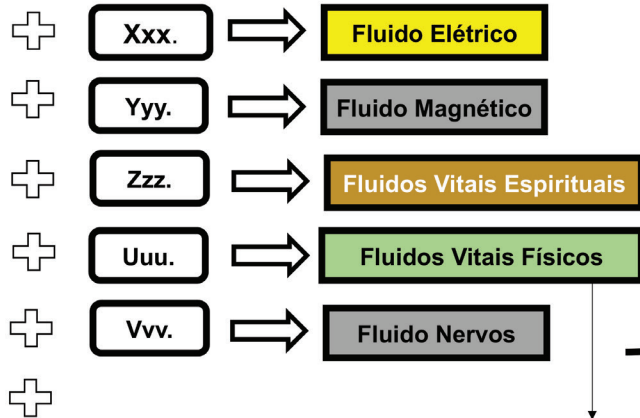 Xxx. Fluido Elétrico
Yyy. Fluido Magnético
Zzz. Fluidos Vitais Espirituais
Uuu. Fluidos Vitais Físicos
Vvv. Fluido Nervos